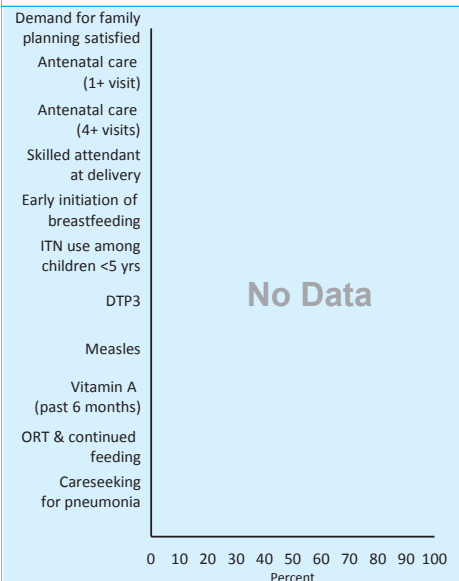 Demand for family
planning satisfied
Antenatal care
(1+ visit)
Antenatal care
(4+ visits)
Skilled attendant
at delivery
Early initiation of
breastfeeding
ITN use among
children <5 yrs
DTP3
Measles
Vitamin A
(past 6 months)
ORT & continued
feeding
Careseeking
for pneumonia
No Data
0 10 20 30 40 50 60 70 80 90 100
Percent